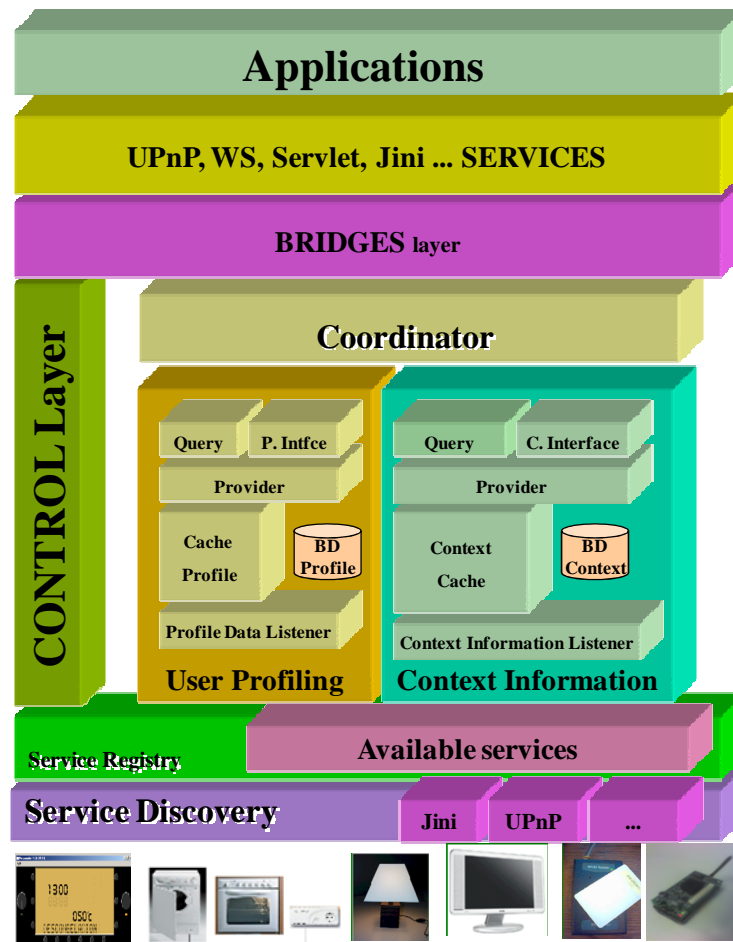 Applications
UPnP, WS, Servlet, Jini ... SERVICES
BRIDGES layer
CONTROL Layer
Coordinator
Query
P. Intfce
Provider
Cache
Profile
BD
Profile
Profile Data Listener
User Profiling
Query
C. Interface
Provider
Context
Cache
BD
Context
Context Information Listener
Context Information
Service Registry
Available services
Service Discovery
Jini
UPnP
...
1300